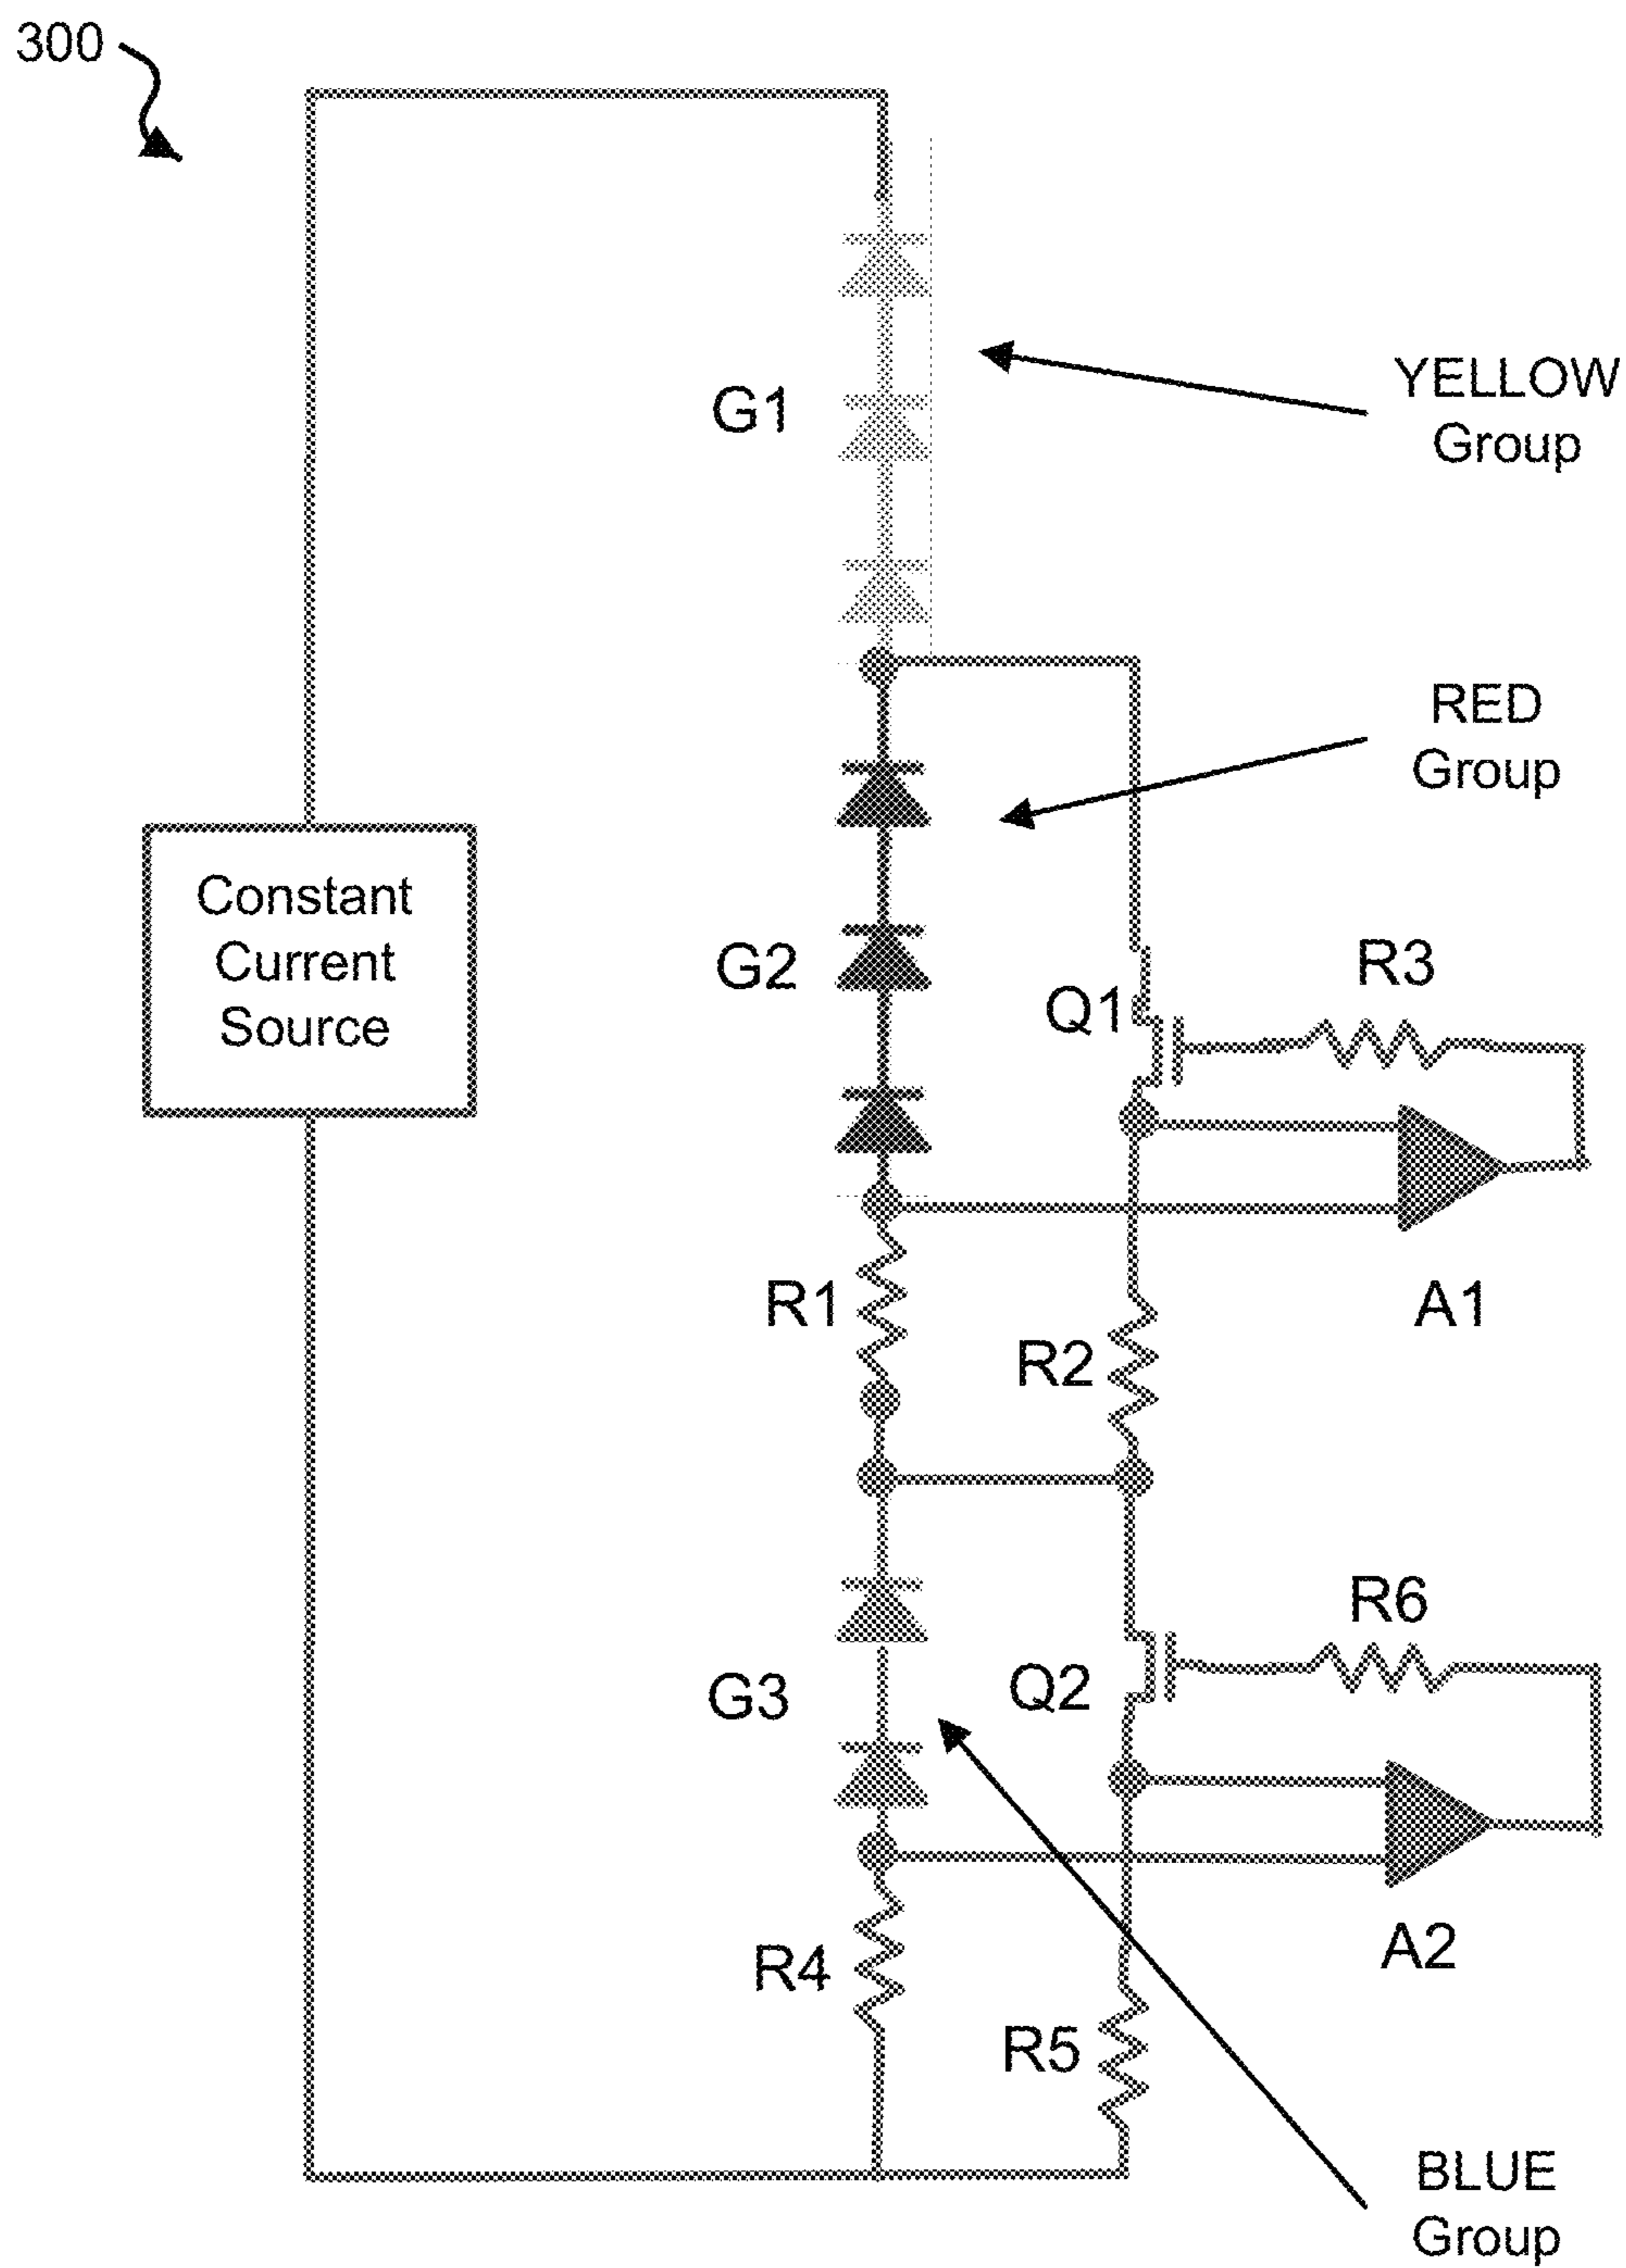 300
G1
YELLOW
Group
RED
Group
Constant
Current
Source
G2
Q1
R3
R1
R2
A1
G3
Q2
R6
R4
R5
A2
BLUE
Group